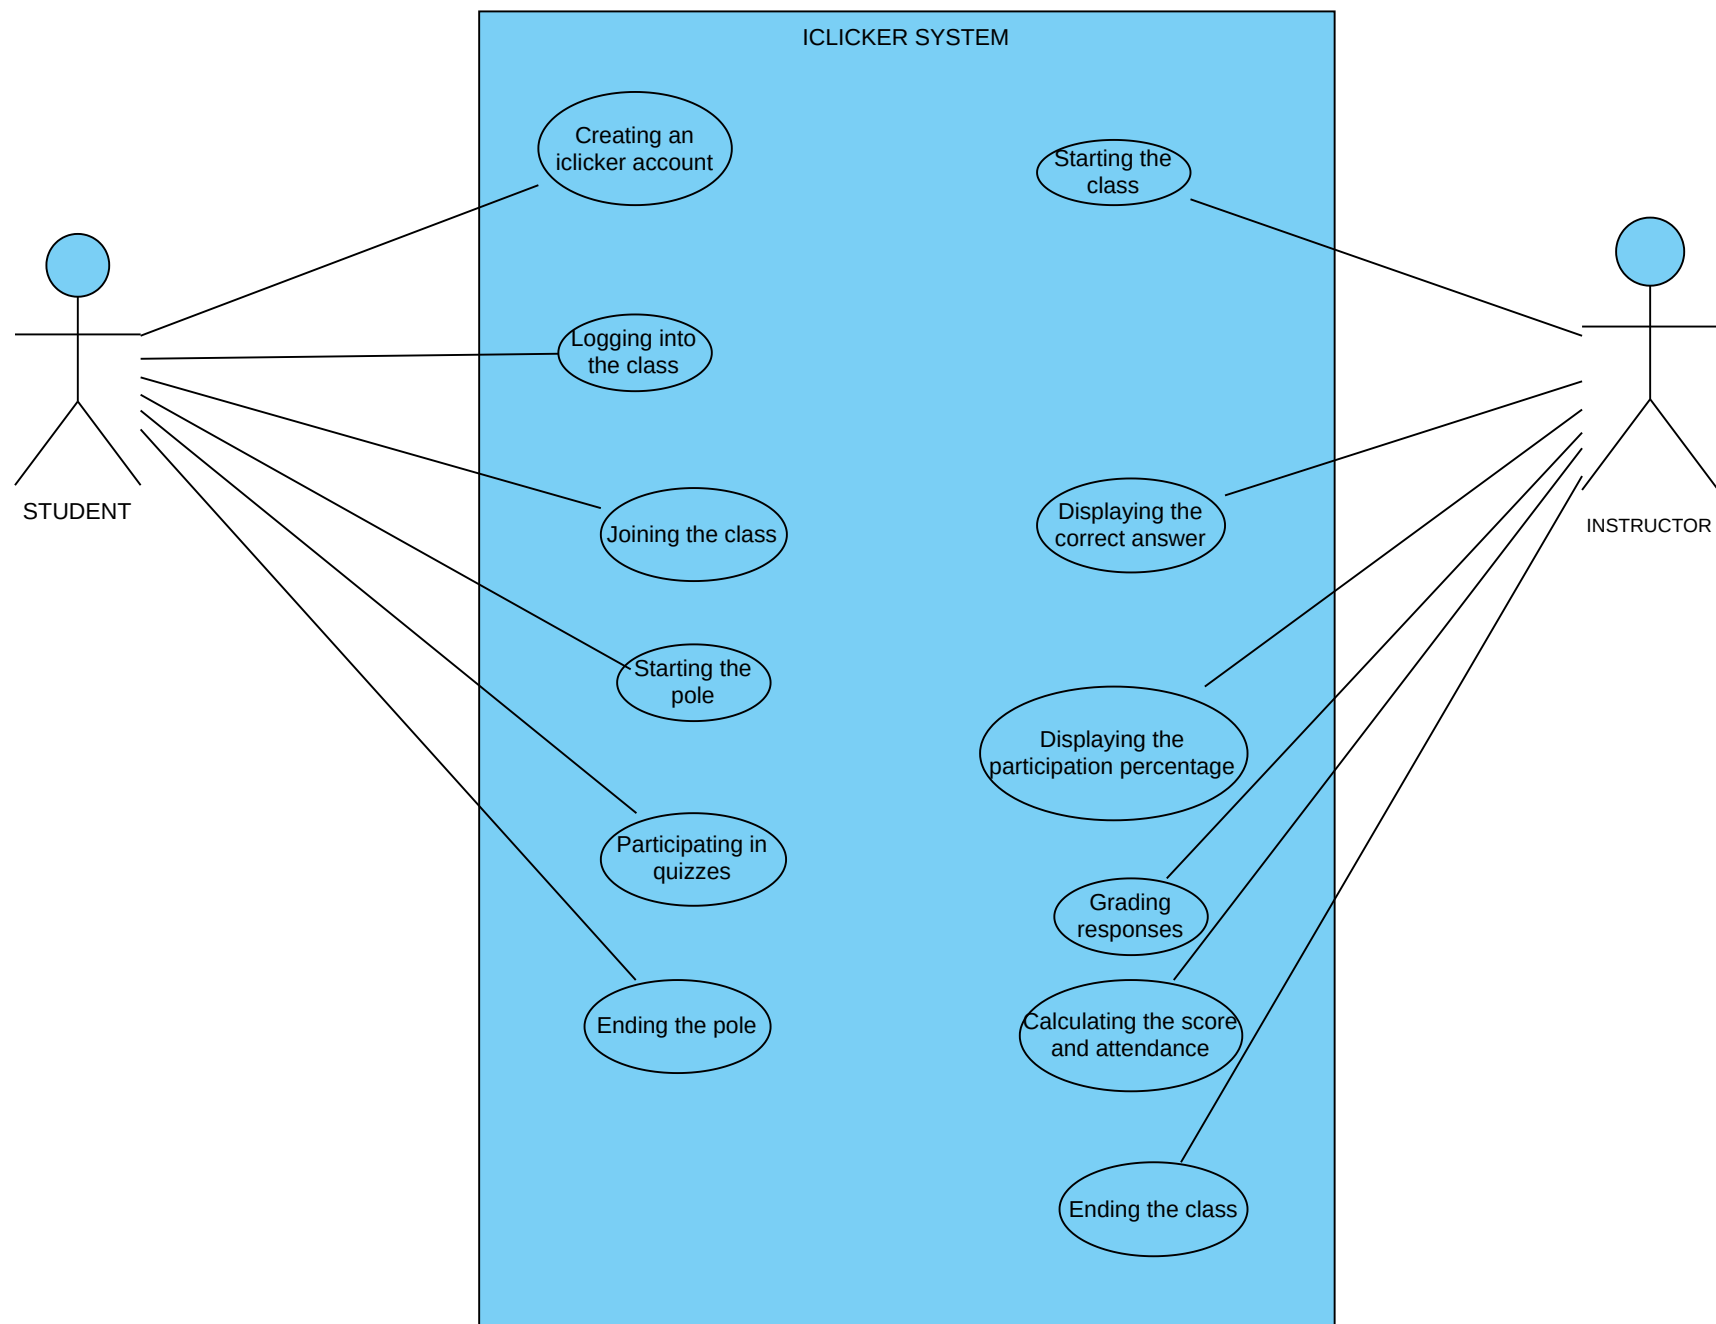 ICLICKER SYSTEM
Creating an
iclicker account
Starting the
class
Logging into
the class
STUDENT
Joining the class
Displaying the
correct answer
INSTRUCTOR
Starting the
pole
Displaying the
participation percentage
Participating in
quizzes
Grading
responses
Ending the pole
Calculating the score
and attendance
Ending the class